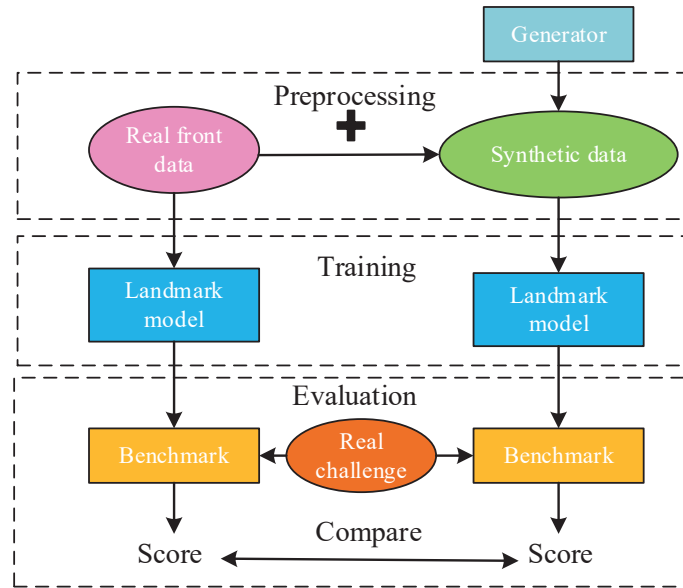 Generator
Preprocessing
Real front
data
Synthetic data
Training
Landmark
model
Landmark
model
Evaluation
Benchmark
Real
challenge
Benchmark
Compare
Score
Score